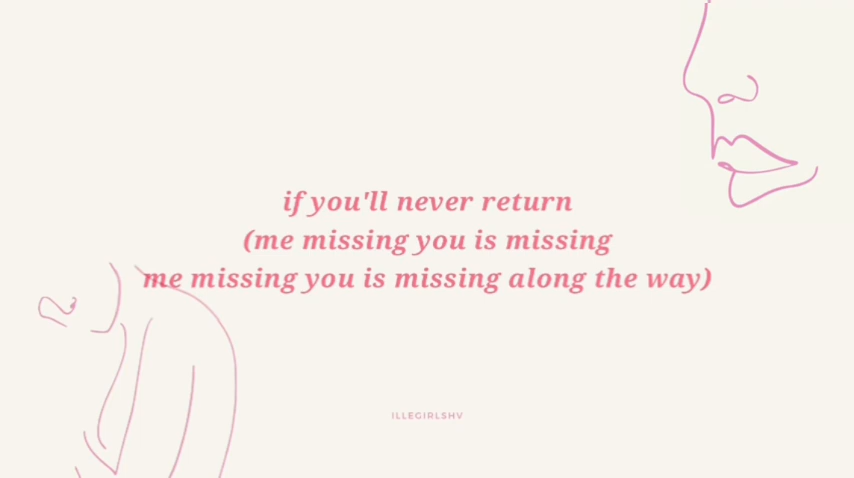 if you'll never return
(me missing you is missing
me missing you is missing along the way)
ILLEGIRLSHV